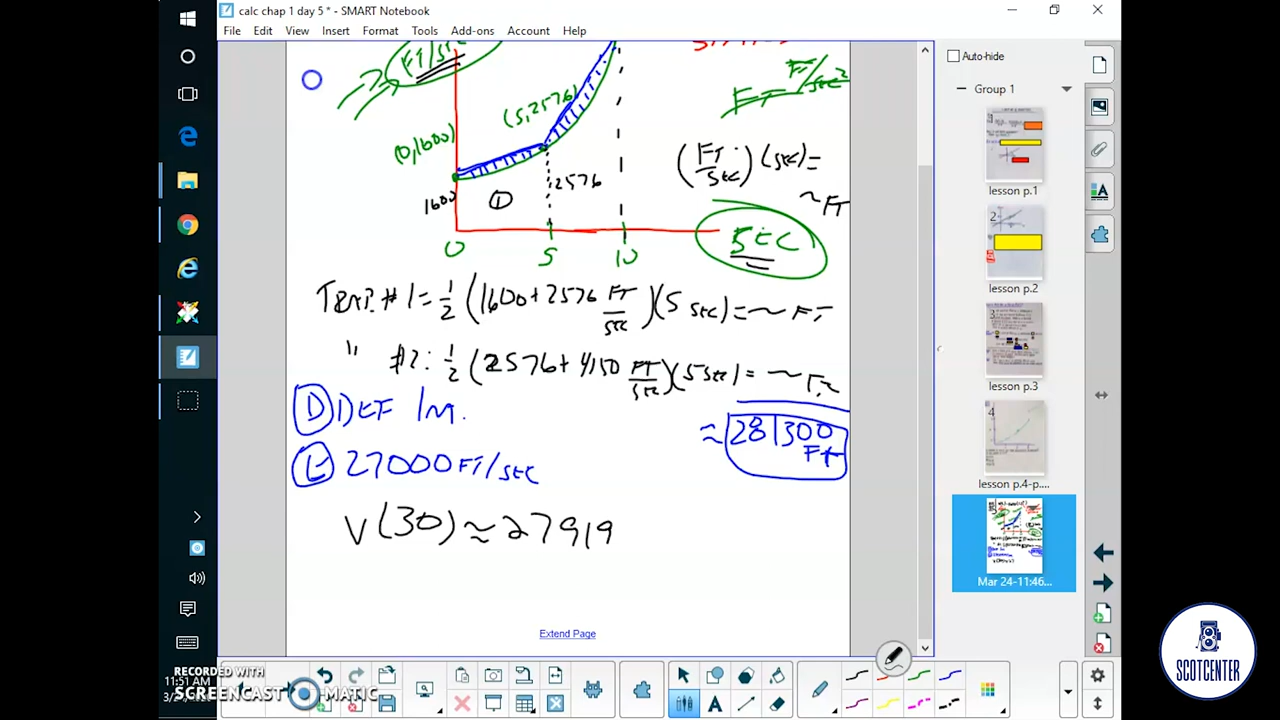 calc chap 1 day 5 * - SMART Notebook
File Edit View Insert Format Tools Add-ons Account Help
FT/SEC
(0,1600)
(5,2576)
FT/SEC²
FT
1600
①
2576
(FT/SEC)(SEC)=
~FT
0 5 10
SEC
TRAP. #1 = 1/2 (1600+2576 FT/SEC)(5 SEC) = ~ FT
" #2: 1/2 (2576+4150 FT/SEC)(5 SEC) = ~ FT
≈ 281300 FT
Ⓓ DEF Int.
Ⓔ 27000 FT/SEC
V(30) ≈ 27919
Extend Page
Auto-hide
Group 1
lesson p.1
lesson p.2
lesson p.3
lesson p.4-p....
Mar 24-11:46...
RECORDED WITH
SCREENCAST-O-MATIC
11:51 AM
SCOTCENTER